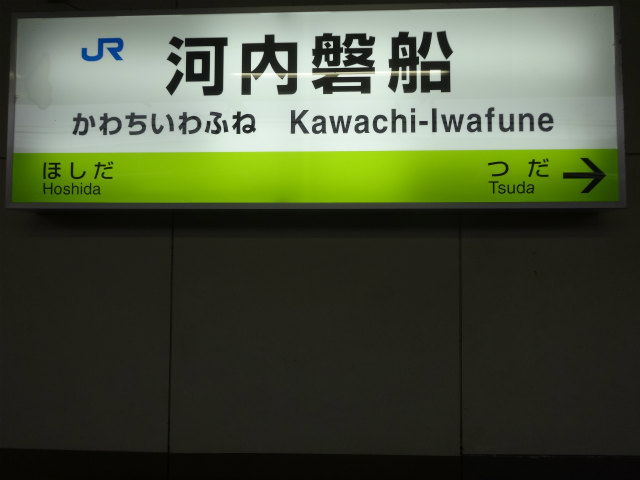 JR 河内磐船
かわちいわふね Kawachi-Iwafune
ほしだ つだ →
Hoshida Tsuda